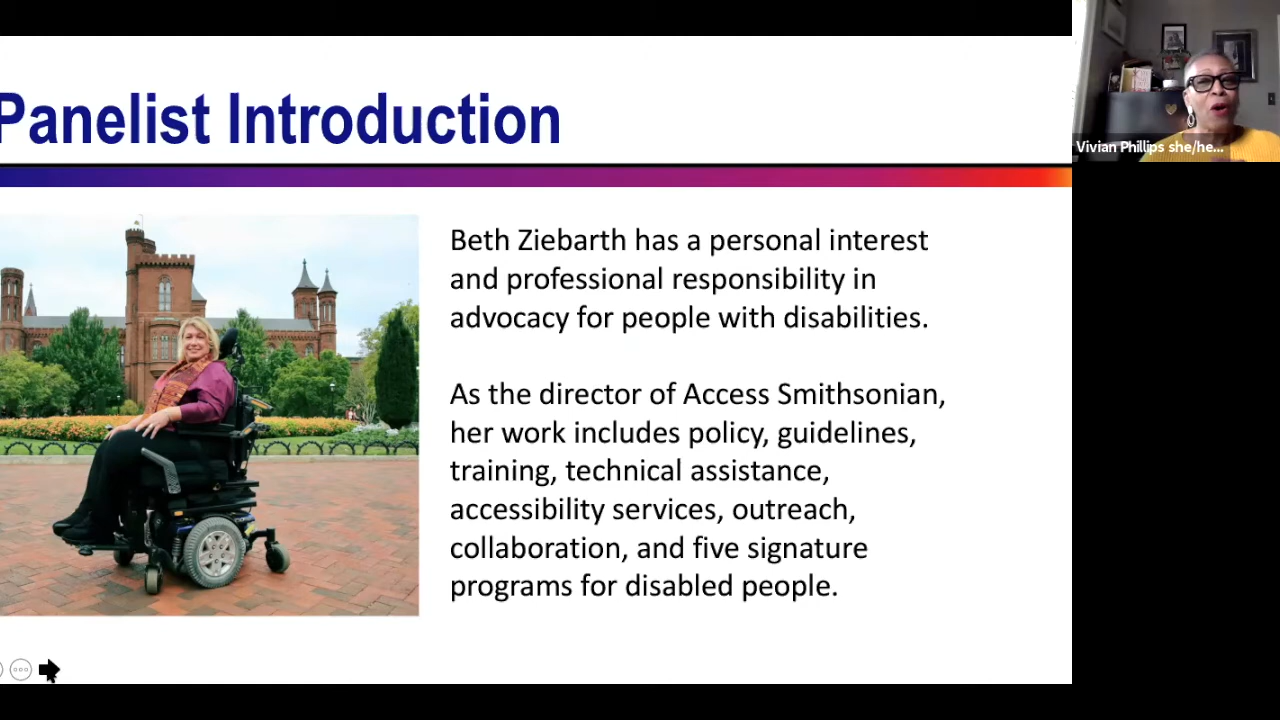 Panelist Introduction
Vivian Phillips she/he...
Beth Ziebarth has a personal interest
and professional responsibility in
advocacy for people with disabilities.
As the director of Access Smithsonian,
her work includes policy, guidelines,
training, technical assistance,
accessibility services, outreach,
collaboration, and five signature
programs for disabled people.